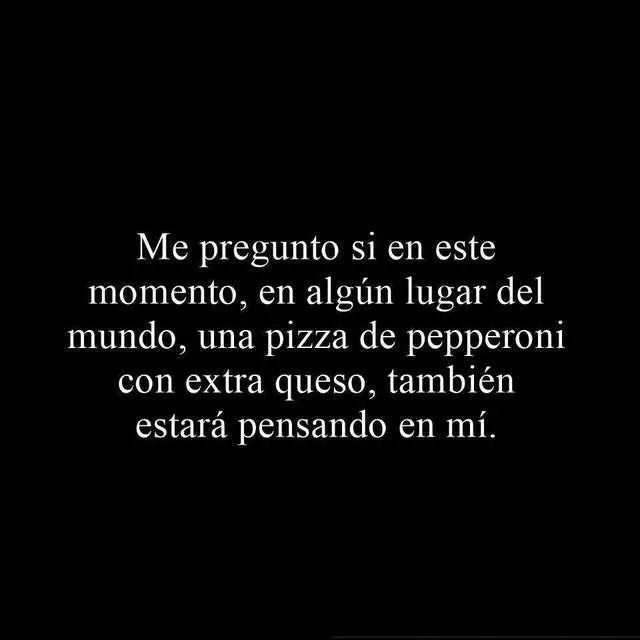 Me pregunto si en este
momento, en algún lugar del
mundo, una pizza de pepperoni
con extra queso, también
estará pensando en mí.